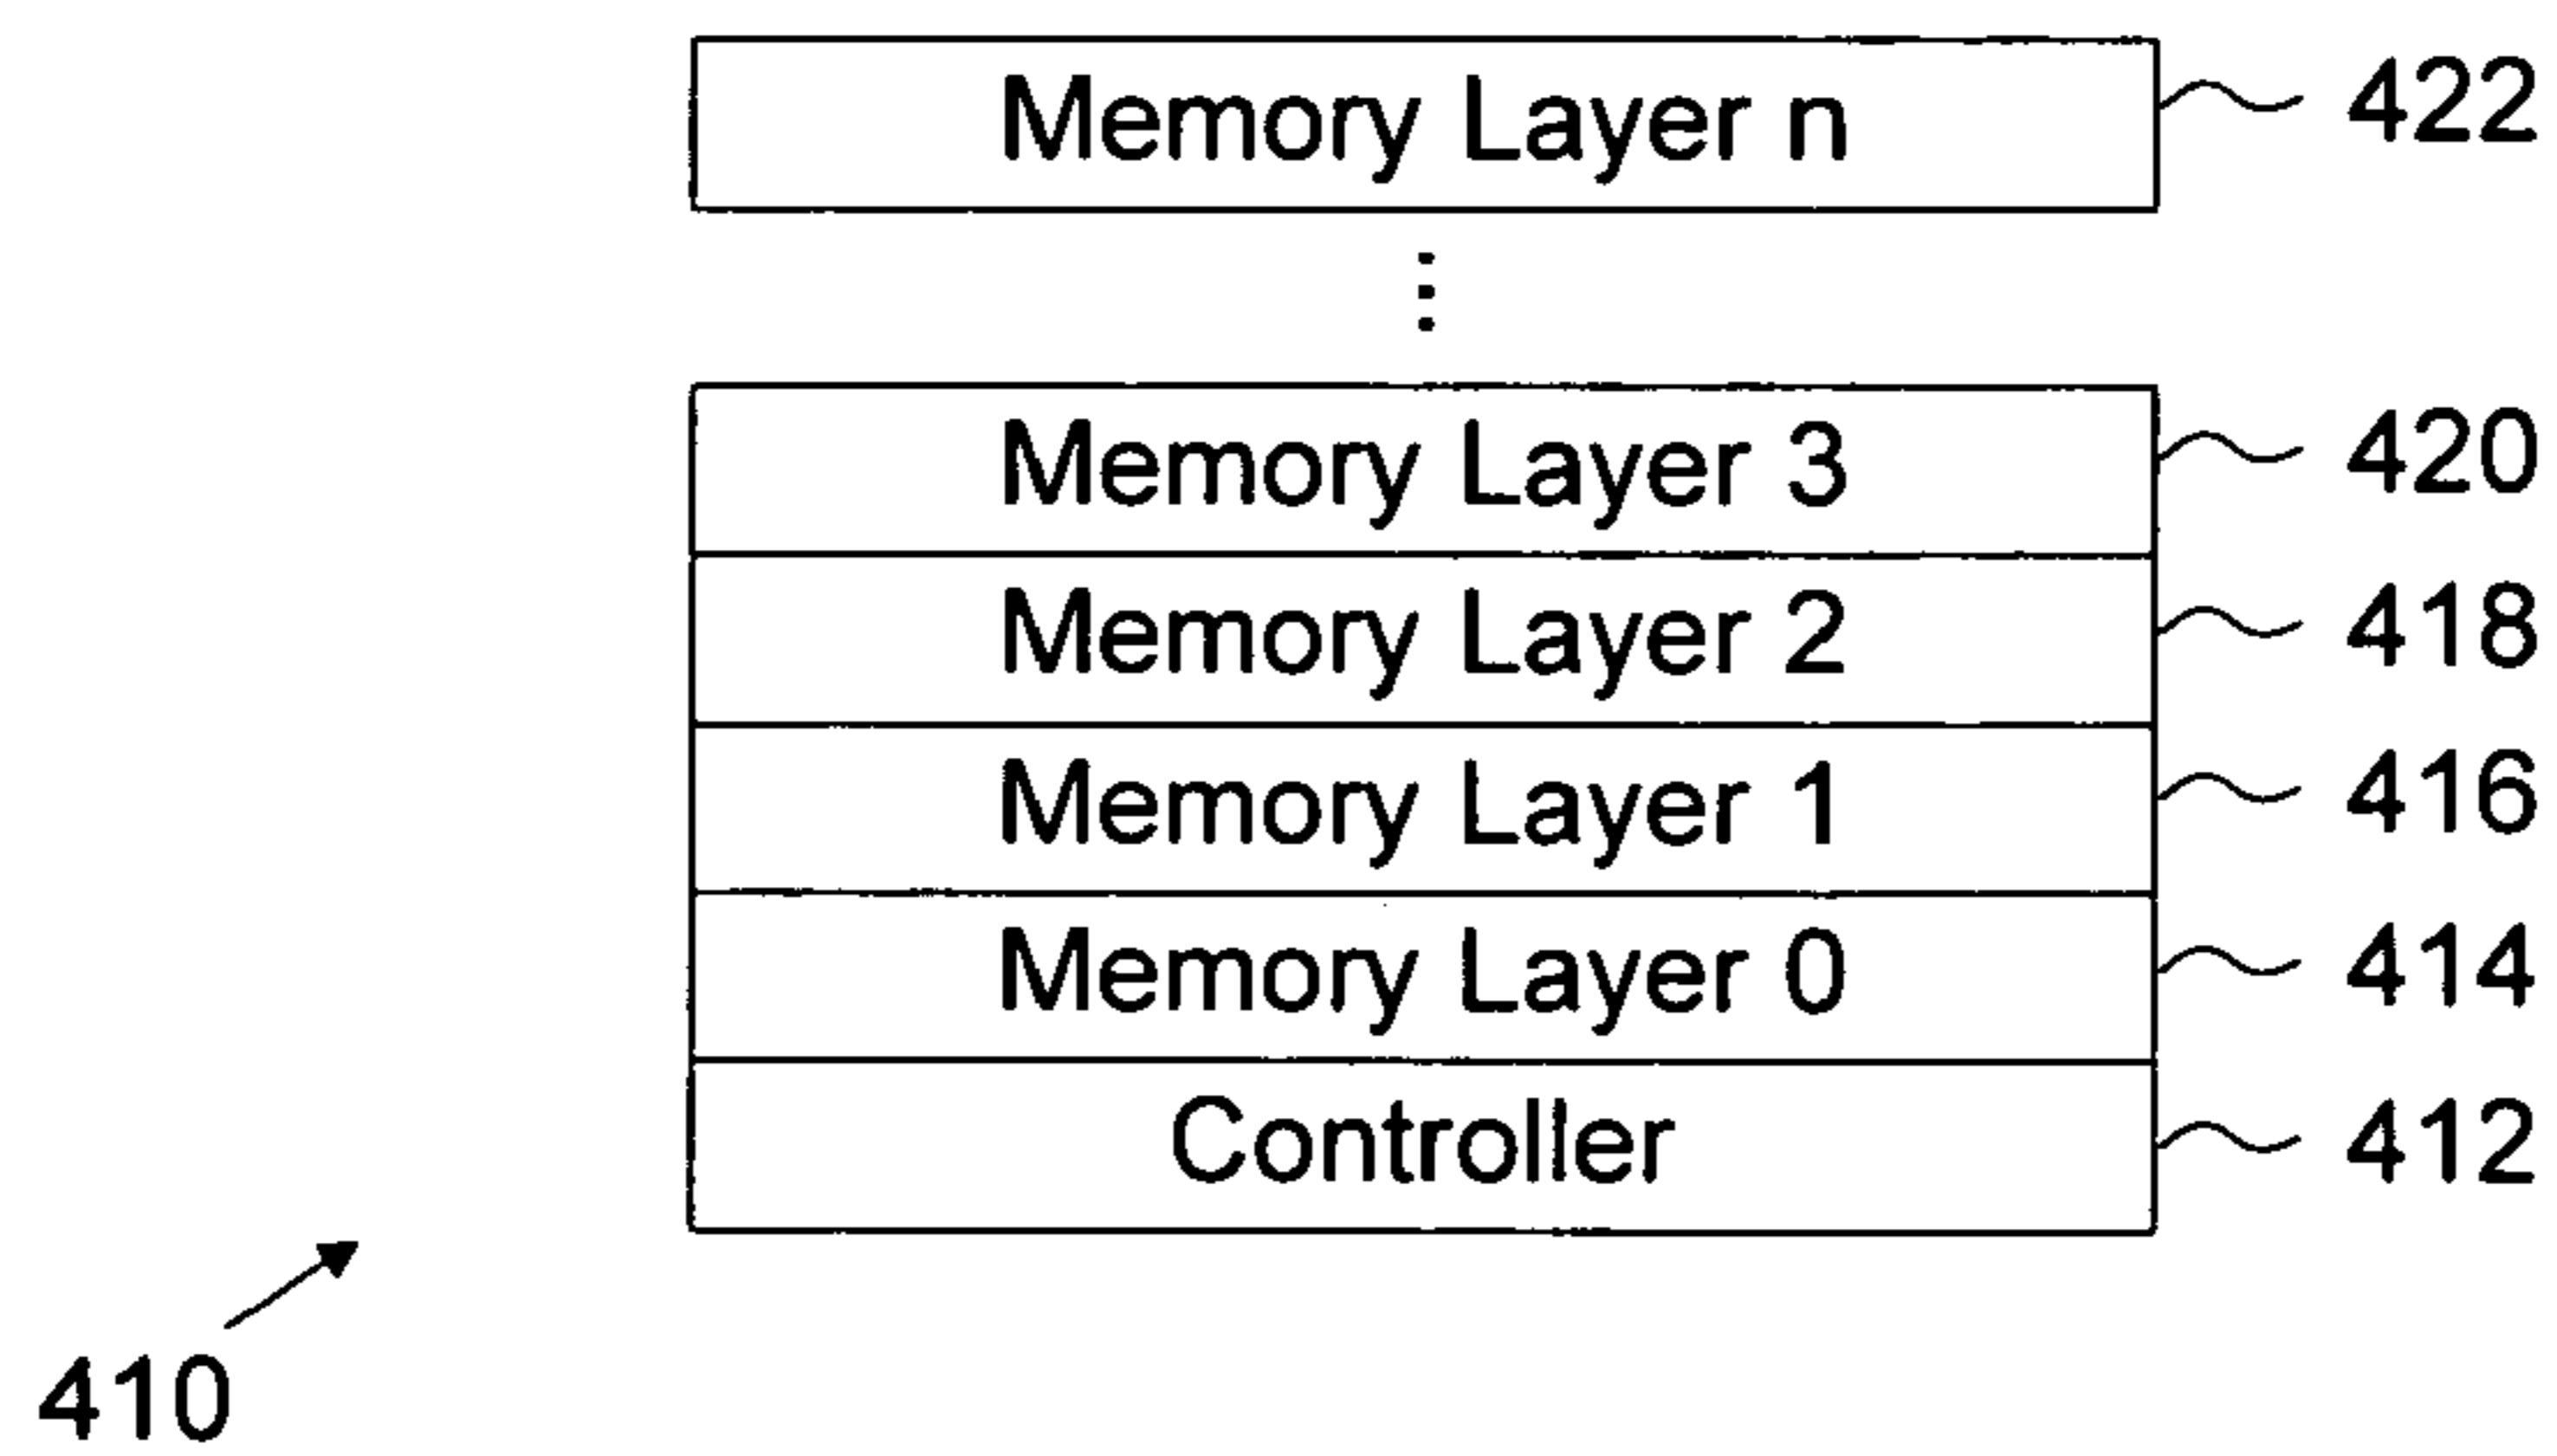 Memory Layer n 422
Memory Layer 3 420
Memory Layer 2 418
Memory Layer 1 416
Memory Layer 0 414
Controller 412
410